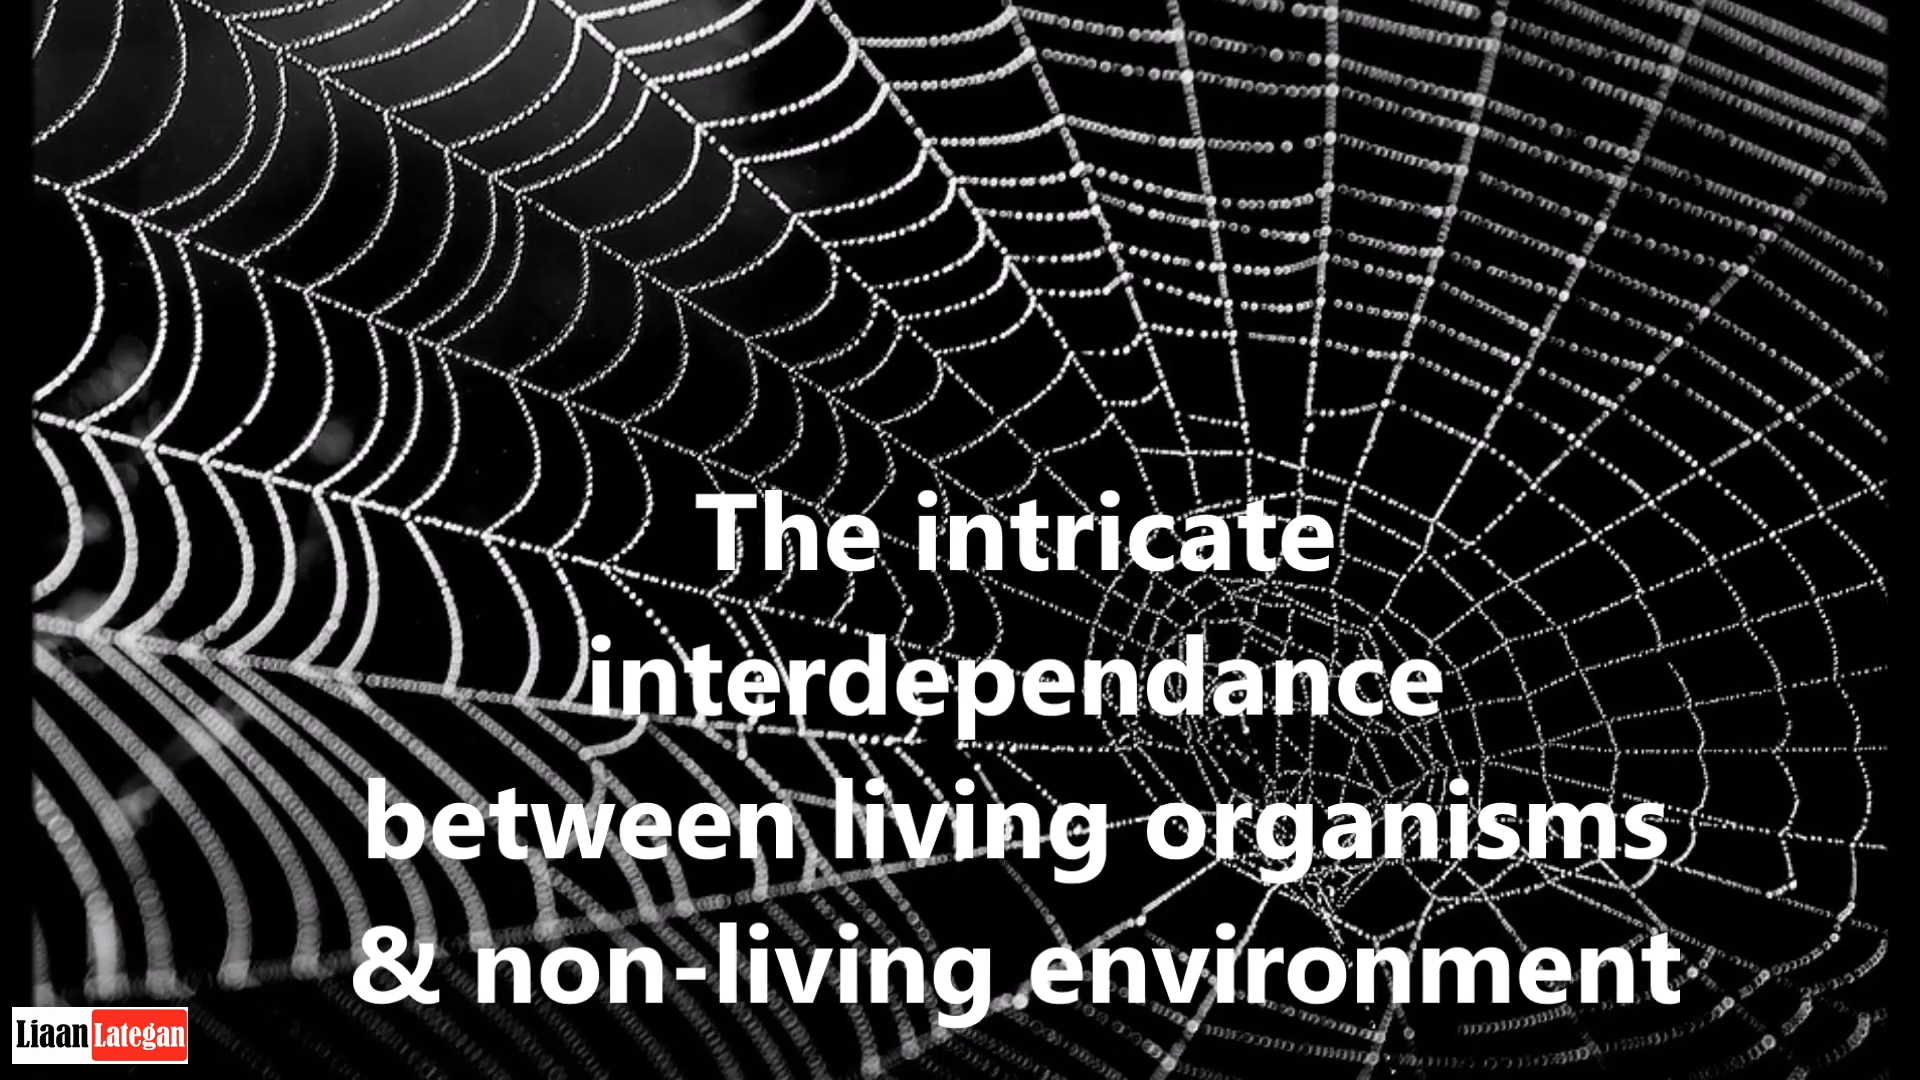 The intricate
interdependance
between living organisms
& non-living environment
Liaan Lategan